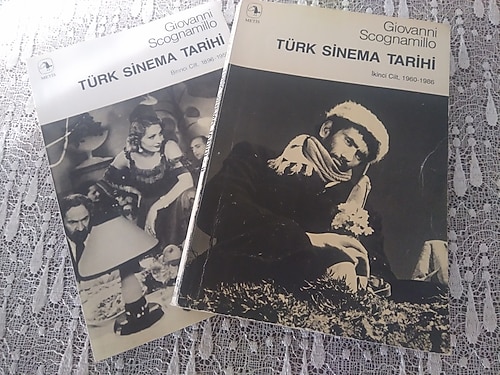 Giovanni
Scognamillo
TÜRK SİNEMA TARİHİ
Birinci Cilt, 1896-19
METİS
Giovanni
Scognamillo
TÜRK SİNEMA TARİHİ
İkinci Cilt, 1960-1986
METİS